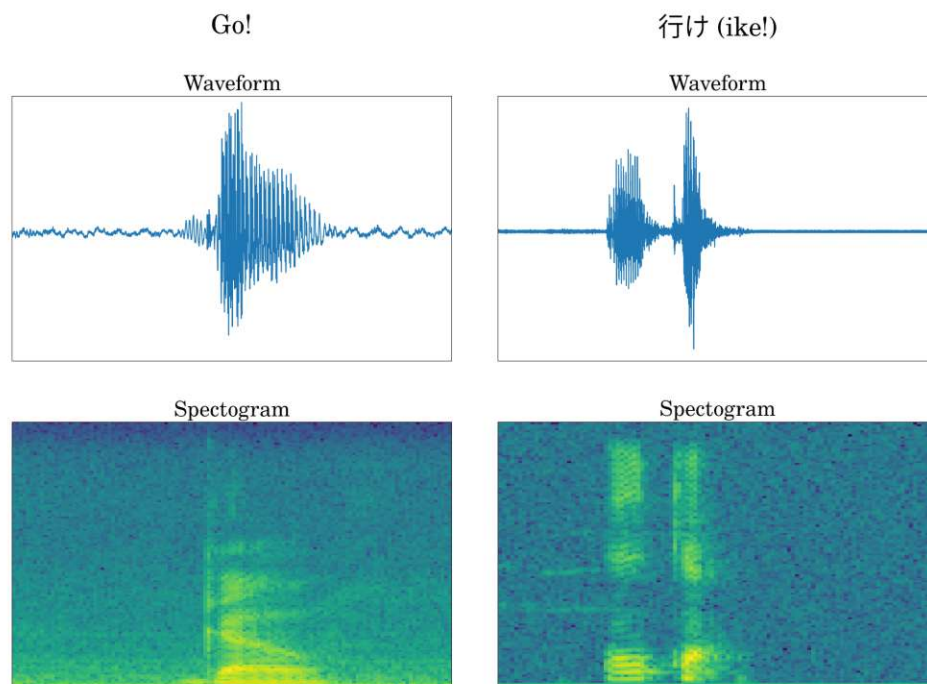 Go!
行け (ike!)
Waveform
Waveform
Spectogram
Spectogram